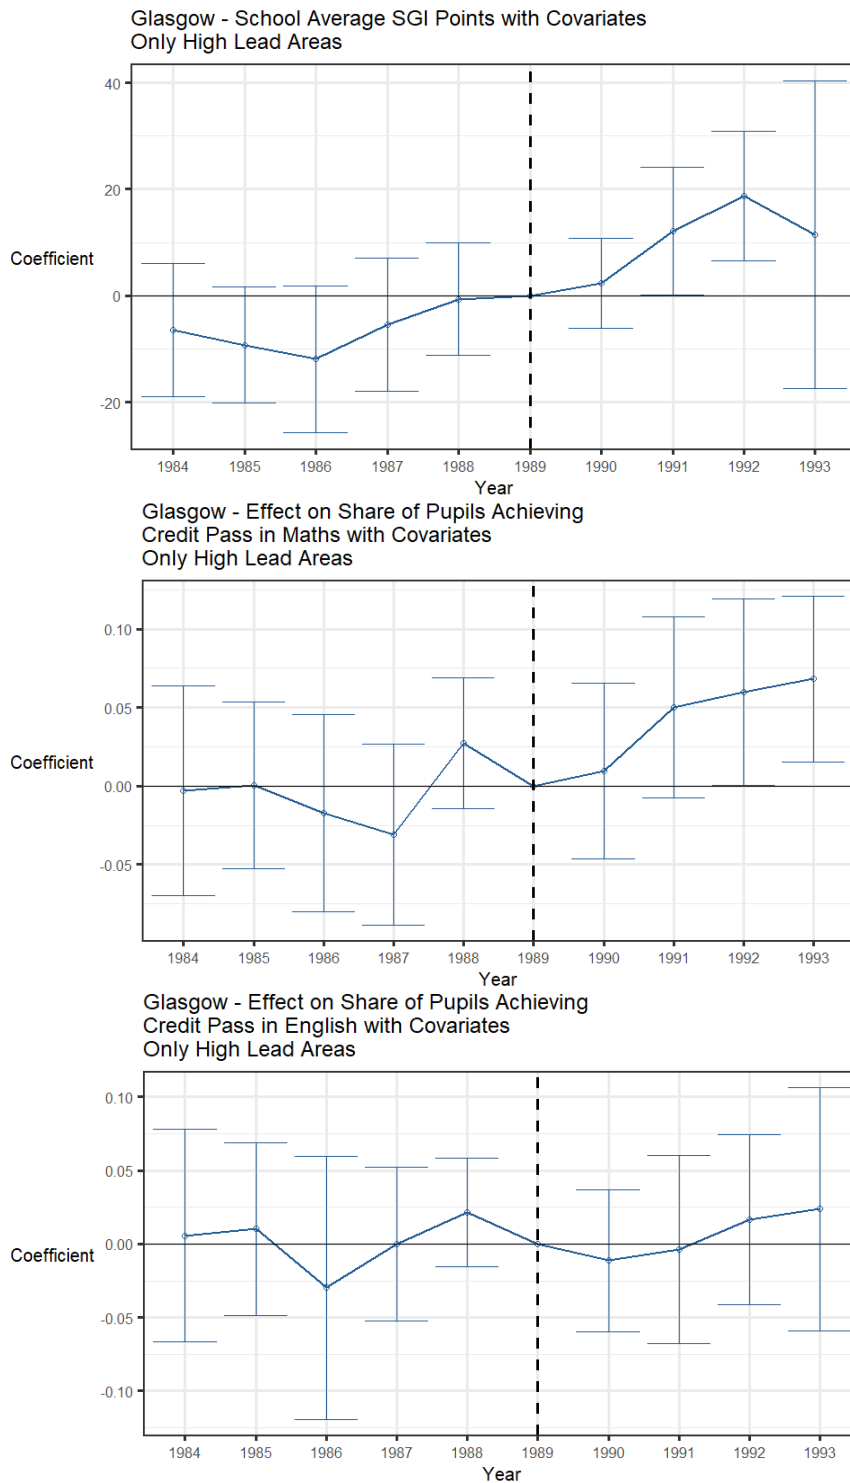 Glasgow - School Average SGI Points with Covariates
Only High Lead Areas
40
20
Coefficient
0
-20
1984 1985 1986 1987 1988 1989 1990 1991 1992 1993
Year
Glasgow - Effect on Share of Pupils Achieving
Credit Pass in Maths with Covariates
Only High Lead Areas
0.10
0.05
Coefficient
0.00
-0.05
1984 1985 1986 1987 1988 1989 1990 1991 1992 1993
Year
Glasgow - Effect on Share of Pupils Achieving
Credit Pass in English with Covariates
Only High Lead Areas
0.10
0.05
0.00
Coefficient
-0.05
-0.10
1984 1985 1986 1987 1988 1989 1990 1991 1992 1993
Year